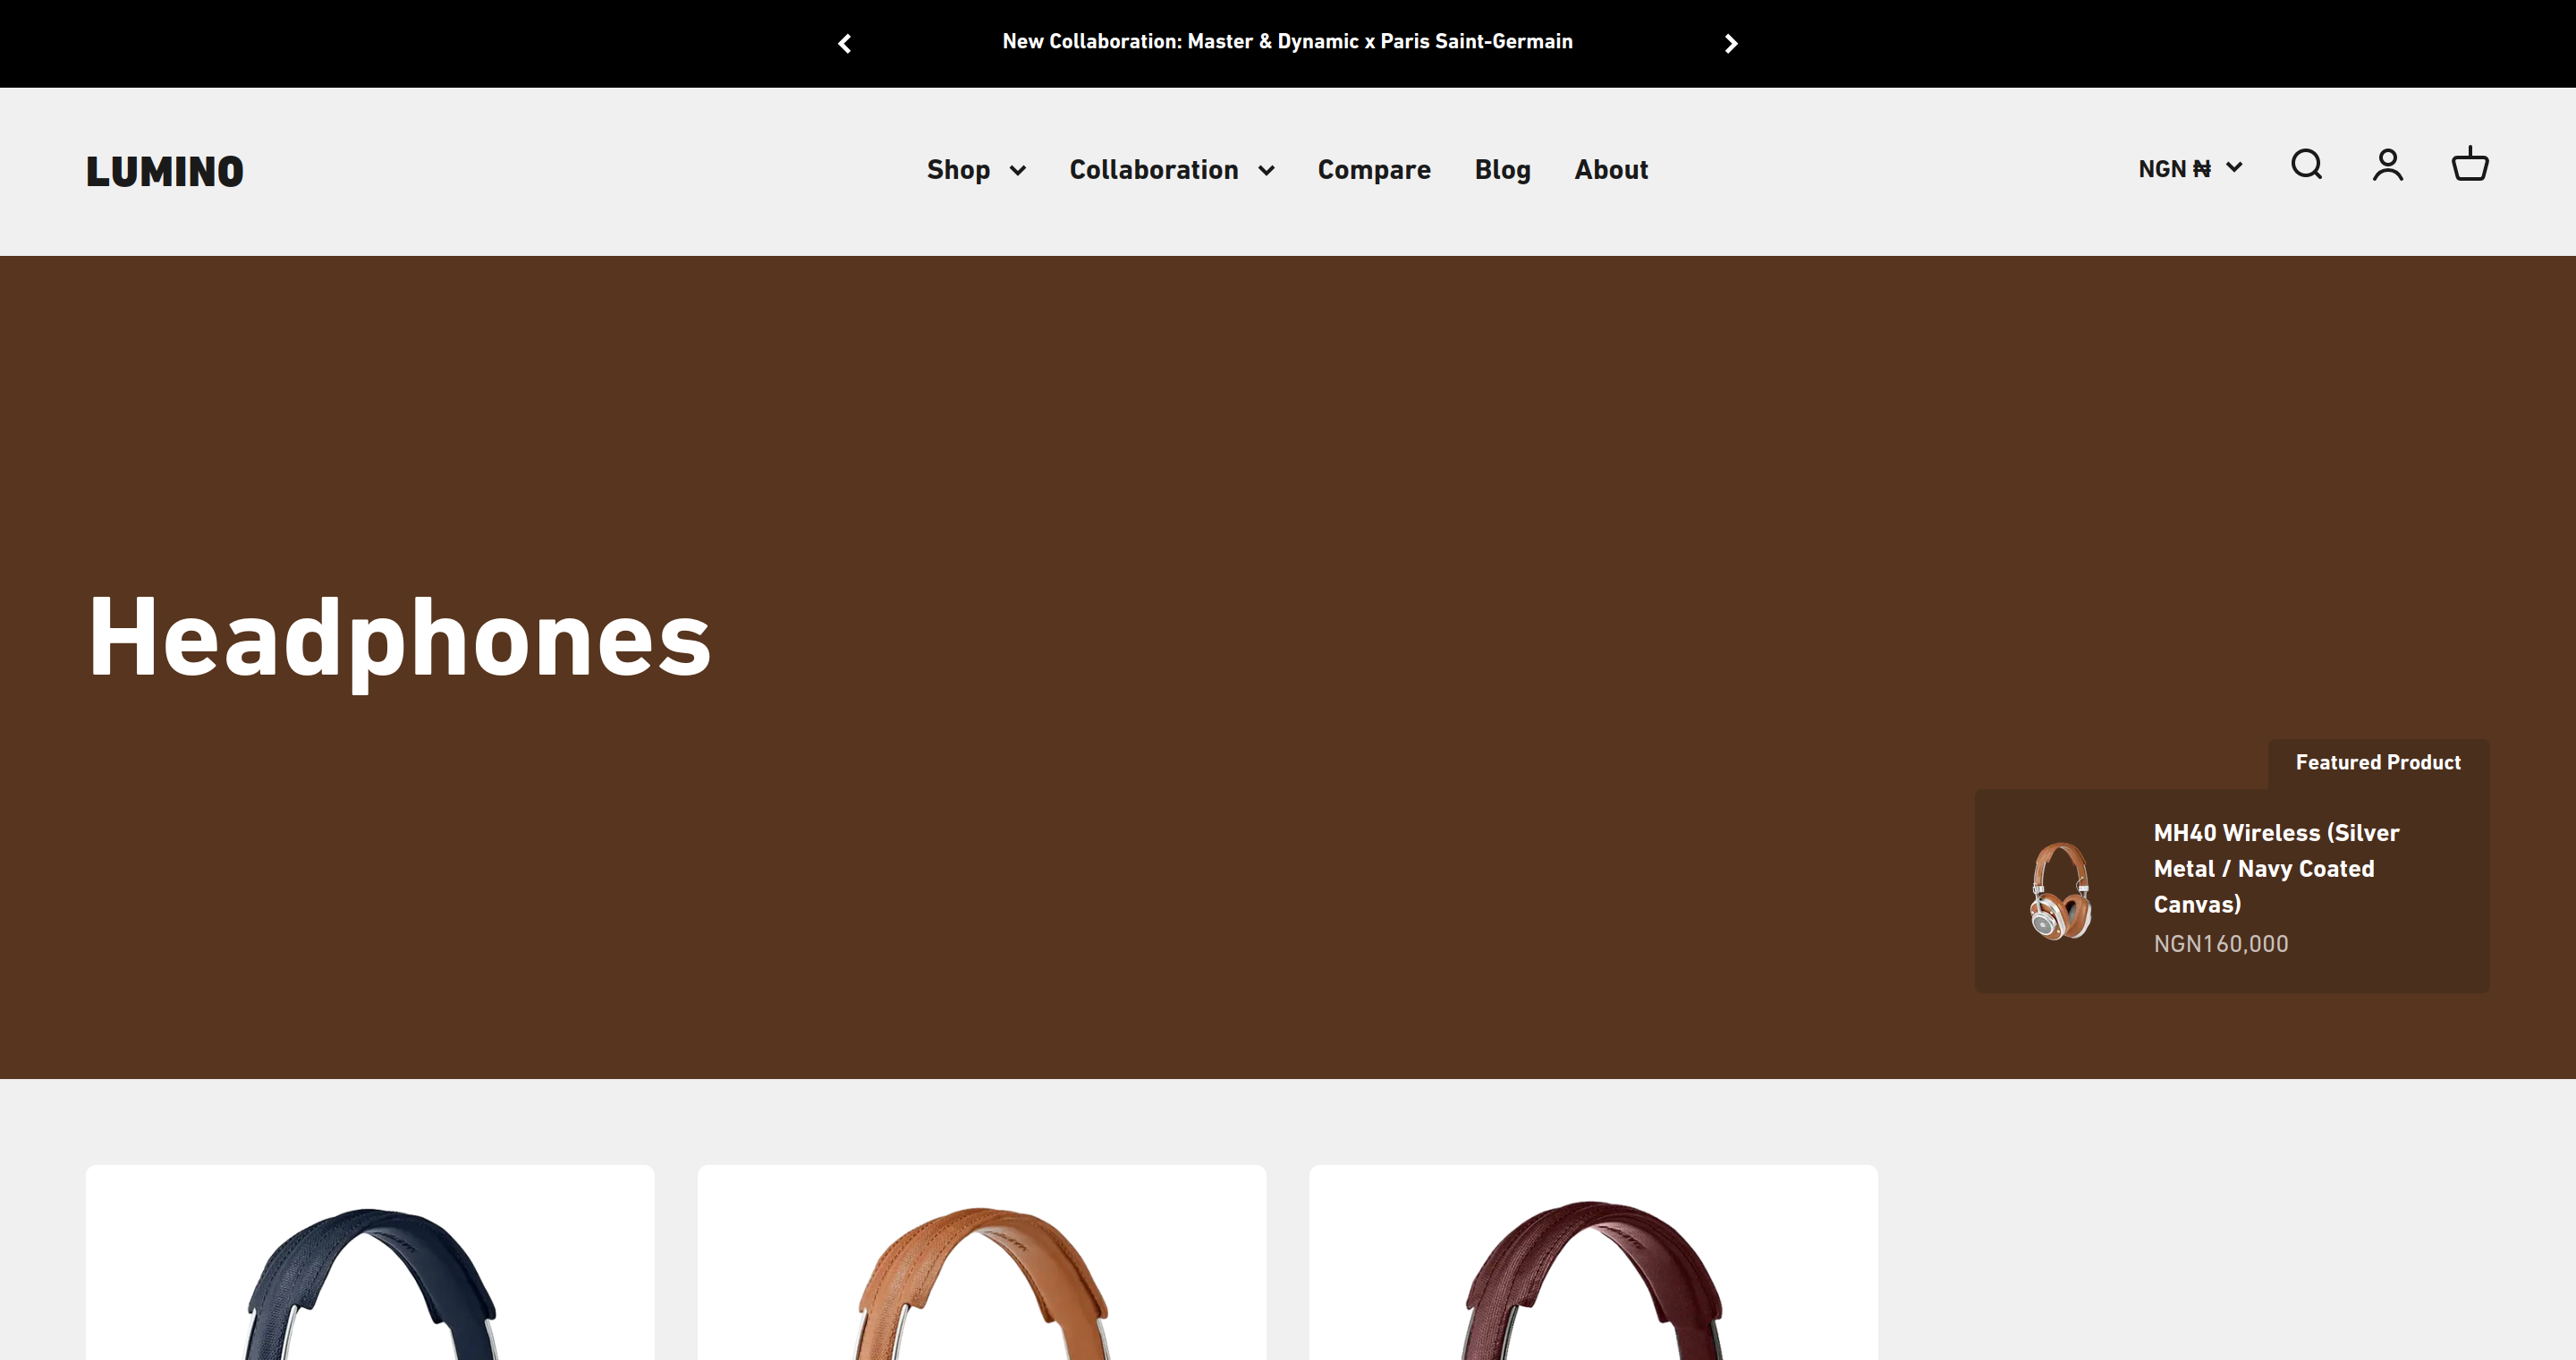 New Collaboration: Master & Dynamic x Paris Saint-Germain
LUMINO
Shop
Collaboration
Compare
Blog
About
NGN ₦
Headphones
Featured Product
MH40 Wireless (Silver
Metal / Navy Coated
Canvas)
NGN160,000